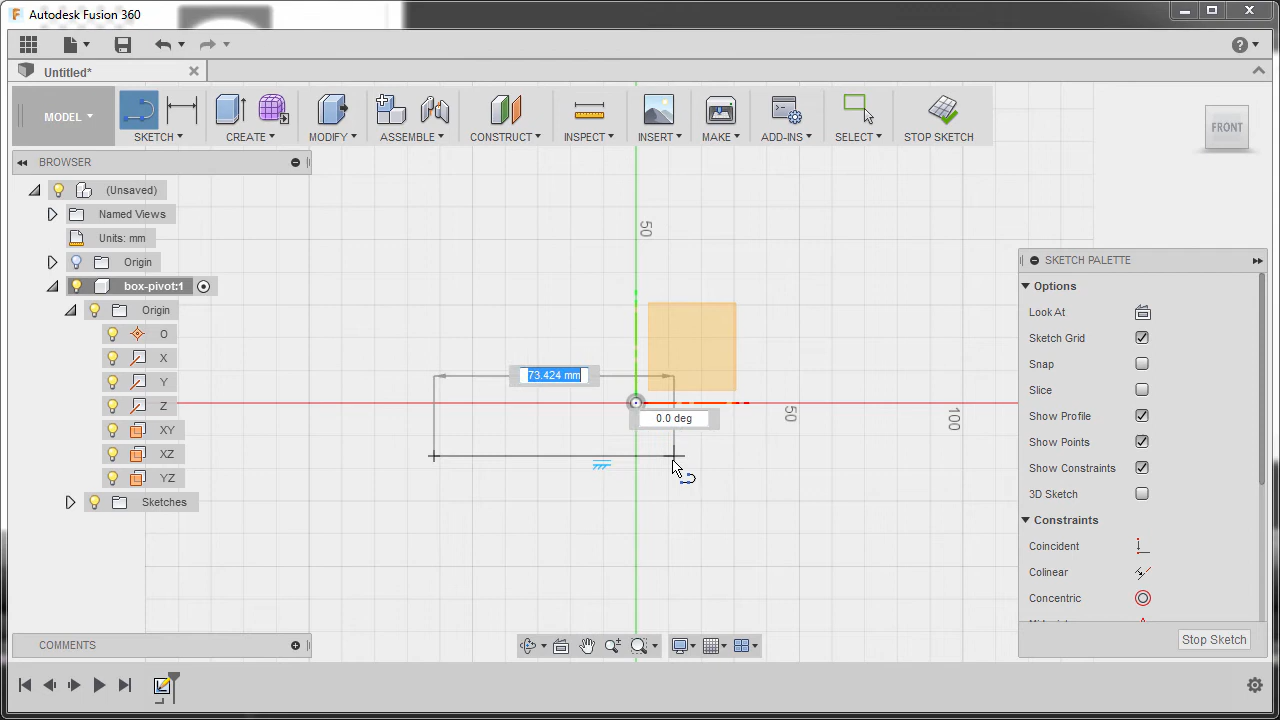 Autodesk Fusion 360
Untitled*
MODEL
SKETCH
CREATE
MODIFY
ASSEMBLE
CONSTRUCT
INSPECT
INSERT
MAKE
ADD-INS
SELECT
STOP SKETCH
FRONT
BROWSER
(Unsaved)
Named Views
Units: mm
Origin
box-pivot:1
Origin
O
X
Y
Z
XY
XZ
YZ
Sketches
50
73.424 mm
0.0 deg
50
100
SKETCH PALETTE
Options
Look At
Sketch Grid
Snap
Slice
Show Profile
Show Points
Show Constraints
3D Sketch
Constraints
Coincident
Colinear
Concentric
Stop Sketch
COMMENTS